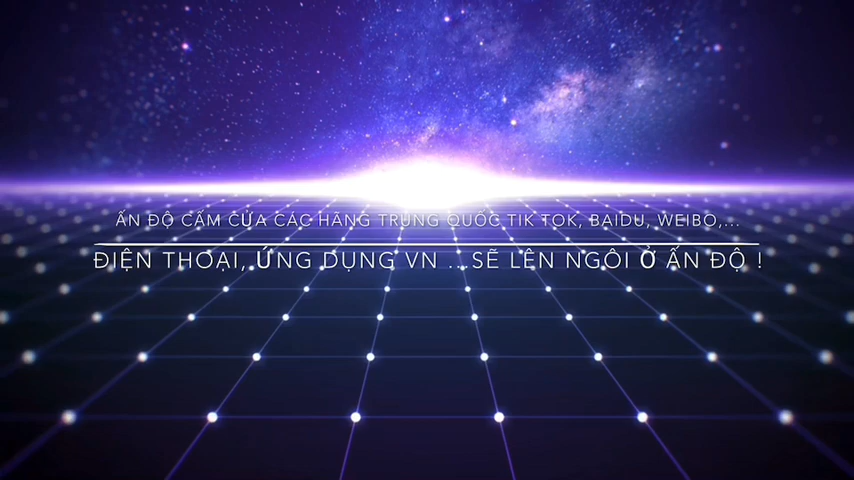 ẤN ĐỘ CẤM CỬA CÁC HÃNG TRUNG QUỐC TIK TOK, BAIDU, WEIBO,...
ĐIỆN THOẠI, ỨNG DỤNG VN ... SẼ LÊN NGÔI Ở ẤN ĐỘ !